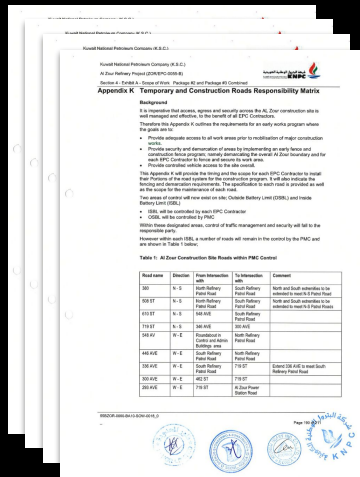 Kuwait National Petroleum Company (K.S.C.)
شركة البترول الوطنية الكويتية
KNPC
Al Zour Refinery Project (ZOR/EPC-0055-B)
Section 4 - Exhibit A - Scope of Work Package #2 and Package #3 Combined
Appendix K Temporary and Construction Roads Responsibility Matrix
Background
It is imperative that access, egress and security across the AL Zour construction site is
well managed and effective, to the benefit of all EPC Contractors.
Therefore this Appendix K outlines the requirements for an early works program where
the goals are to:
• Provide adequate access to all work areas prior to mobilisation of major construction
works.
• Provide security and demarcation of areas by implementing an early fence and
construction fence program, namely demarcating the overall Al Zour boundary and for
each EPC Contractor to fence and secure its work area.
• Provide controlled vehicle access to the site overall.
This Appendix K will provide the timing and the scope for each EPC Contractor to install
their Portions of the road system for the construction program. It will also indicate the
fencing and demarcation requirements. The specification to each road is provided as well
as the scope for the maintenance of each road.
Two areas of control will now exist on site; Outside Battery Limit (OSBL) and Inside
Battery Limit (ISBL)
• ISBL will be controlled by each EPC Contractor
• OSBL will be controlled by PMC
Within these designated areas, control of traffic management and security will fall to the
responsible party.
However within each ISBL a number of roads will remain in the control by the PMC and
are shown in Table 1 below;
Table 1: Al Zour Construction Site Roads within PMC Control
Road name Direction From Intersection with To Intersection with Comment
N - S North Refinery Patrol Road South Refinery Patrol Road North and South extremities to be extended to meet N-S Patrol Road
N - S North Refinery Patrol Road South Refinery Patrol Road North and South extremities to be extended to meet N-S Patrol Roads
610 ST N - S 546 AVE South Refinery Patrol Road
719 ST N - S 346 AVE 300 AVE
546 AV W - E Roundabout in Control and Admin Buildings area North Refinery Patrol Road
446 AVE W - E South Refinery Patrol Road North Refinery Patrol Road
336 AVE W - E South Refinery Patrol Road 719 ST Extend 336 AVE to meet South Refinery Patrol Road
300 AVE W - E 462 ST 719 ST
W - E 719 ST Al Zour Power Station Road
KNPC